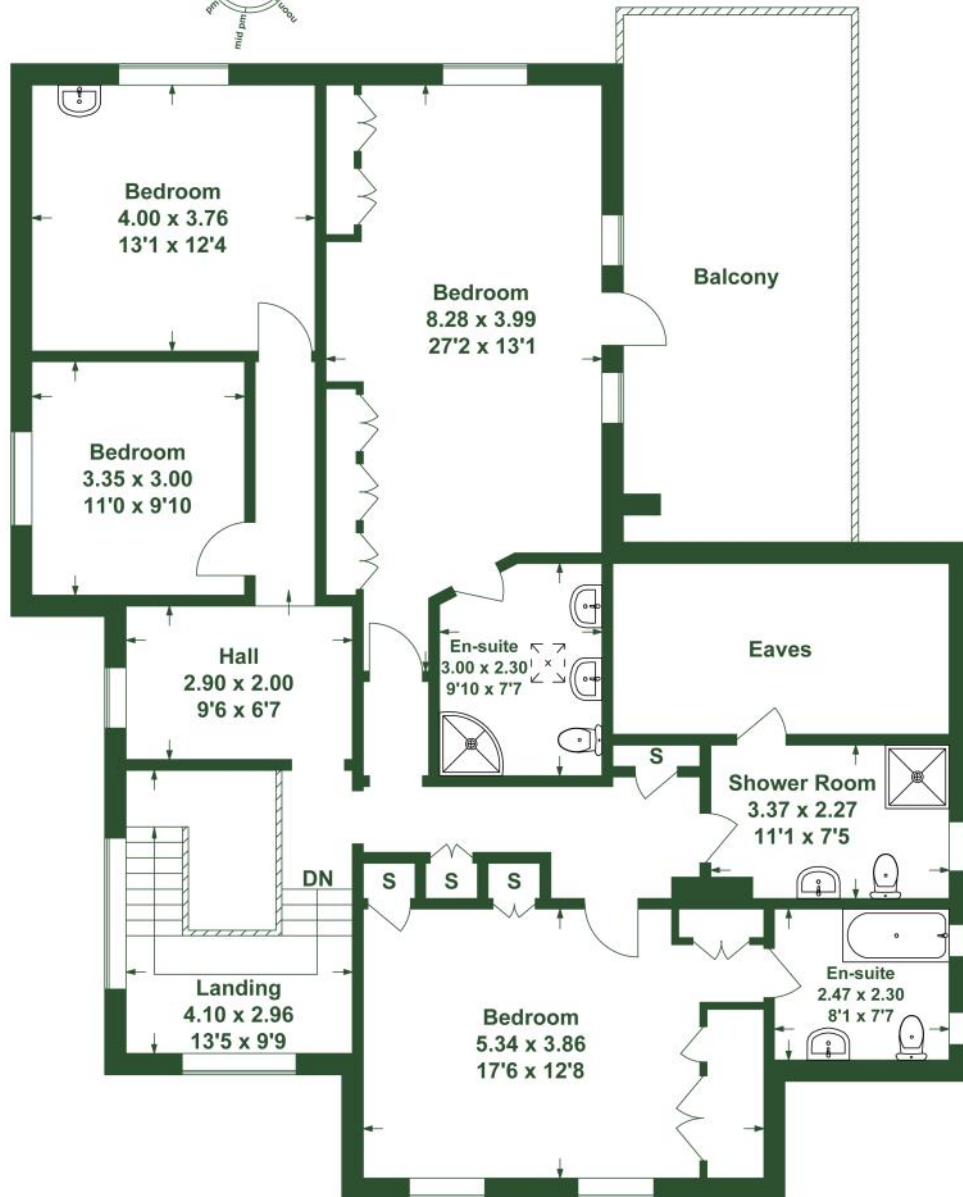 pm
mid pm
noon
Bedroom
4.00 x 3.76
13'1 x 12'4
Bedroom
8.28 x 3.99
27'2 x 13'1
Balcony
Bedroom
3.35 x 3.00
11'0 x 9'10
Hall
2.90 x 2.00
9'6 x 6'7
En-suite
3.00 x 2.30
9'10 x 7'7
Eaves
S
Shower Room
3.37 x 2.27
11'1 x 7'5
DN
S
S
S
Landing
4.10 x 2.96
13'5 x 9'9
Bedroom
5.34 x 3.86
17'6 x 12'8
En-suite
2.47 x 2.30
8'1 x 7'7